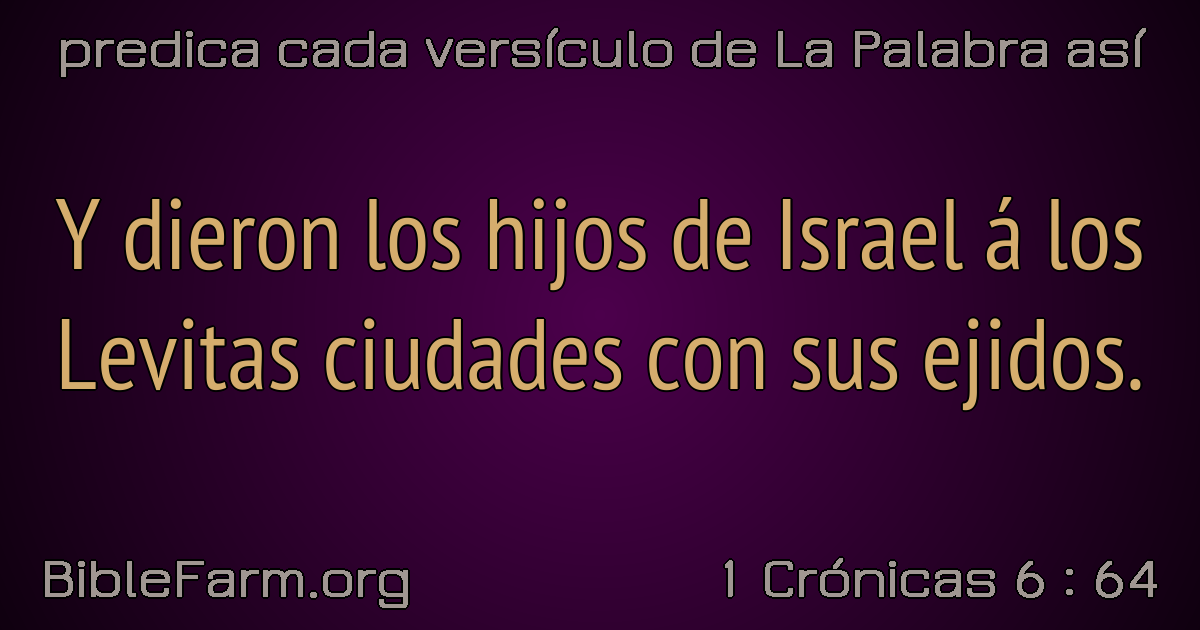 predica cada versículo de La Palabra así
Y dieron los hijos de Israel á los
Levitas ciudades con sus ejidos.
BibleFarm.org
1 Crónicas 6 : 64